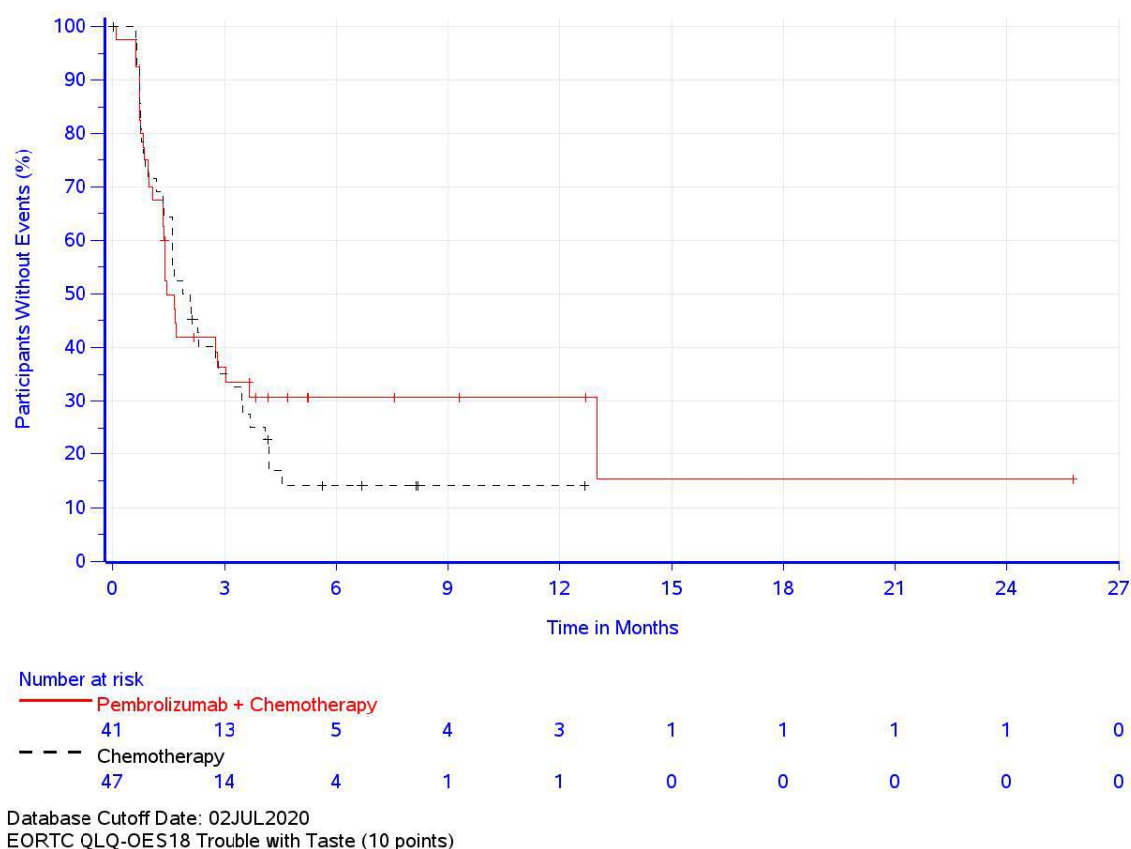 100
90
80
70
60
50
40
30
20
10
0
Participants Without Events (%)
0 3 6 9 12 15 18 21 24 27
Time in Months
Number at risk
Pembrolizumab + Chemotherapy
41 13 5 4 3 1 1 1 1 0
Chemotherapy
47 14 4 1 1 0 0 0 0 0
Database Cutoff Date: 02JUL2020
EORTC QLQ-OES18 Trouble with Taste (10 points)